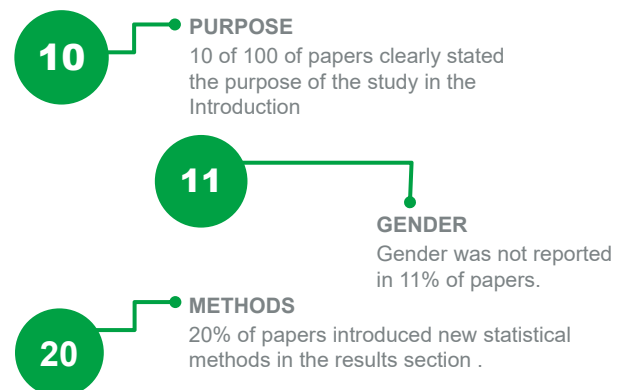 10
PURPOSE
10 of 100 of papers clearly stated
the purpose of the study in the
Introduction
11
GENDER
Gender was not reported
in 11% of papers.
20
METHODS
20% of papers introduced new statistical
methods in the results section .